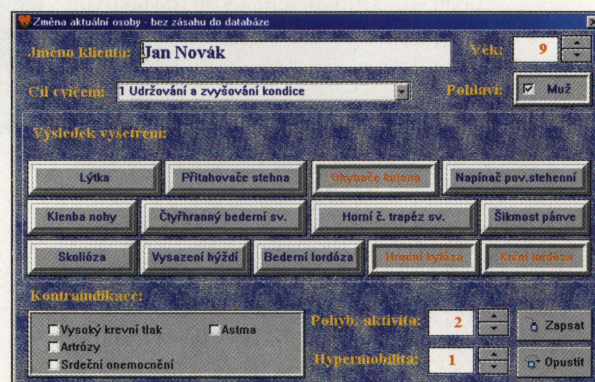 Změna aktuální osoby - bez zásahu do databáze
Jméno klienta: Jan Novák Věk: 9
Cíl cvičení: 1 Udržování a zvyšování kondice Pohlaví: Muž
Výsledek vyšetření:
Lýtka Přitahovače stehna Ohybače kolena Napínač pov.stehenní
Klenba nohy Čtyřhranný bederní sv. Horní č. trapéz sv. Šikmost pánve
Skolióza Vysazení hýždí Bederní lordóza Hrudní kyfóza Krční lordóza
Kontraindikace:
Vysoký krevní tlak Astma
Artrózy
Srdeční onemocnění
Pohyb. aktivita: 2 Zapsat
Hypermobilita: 1 Opustit